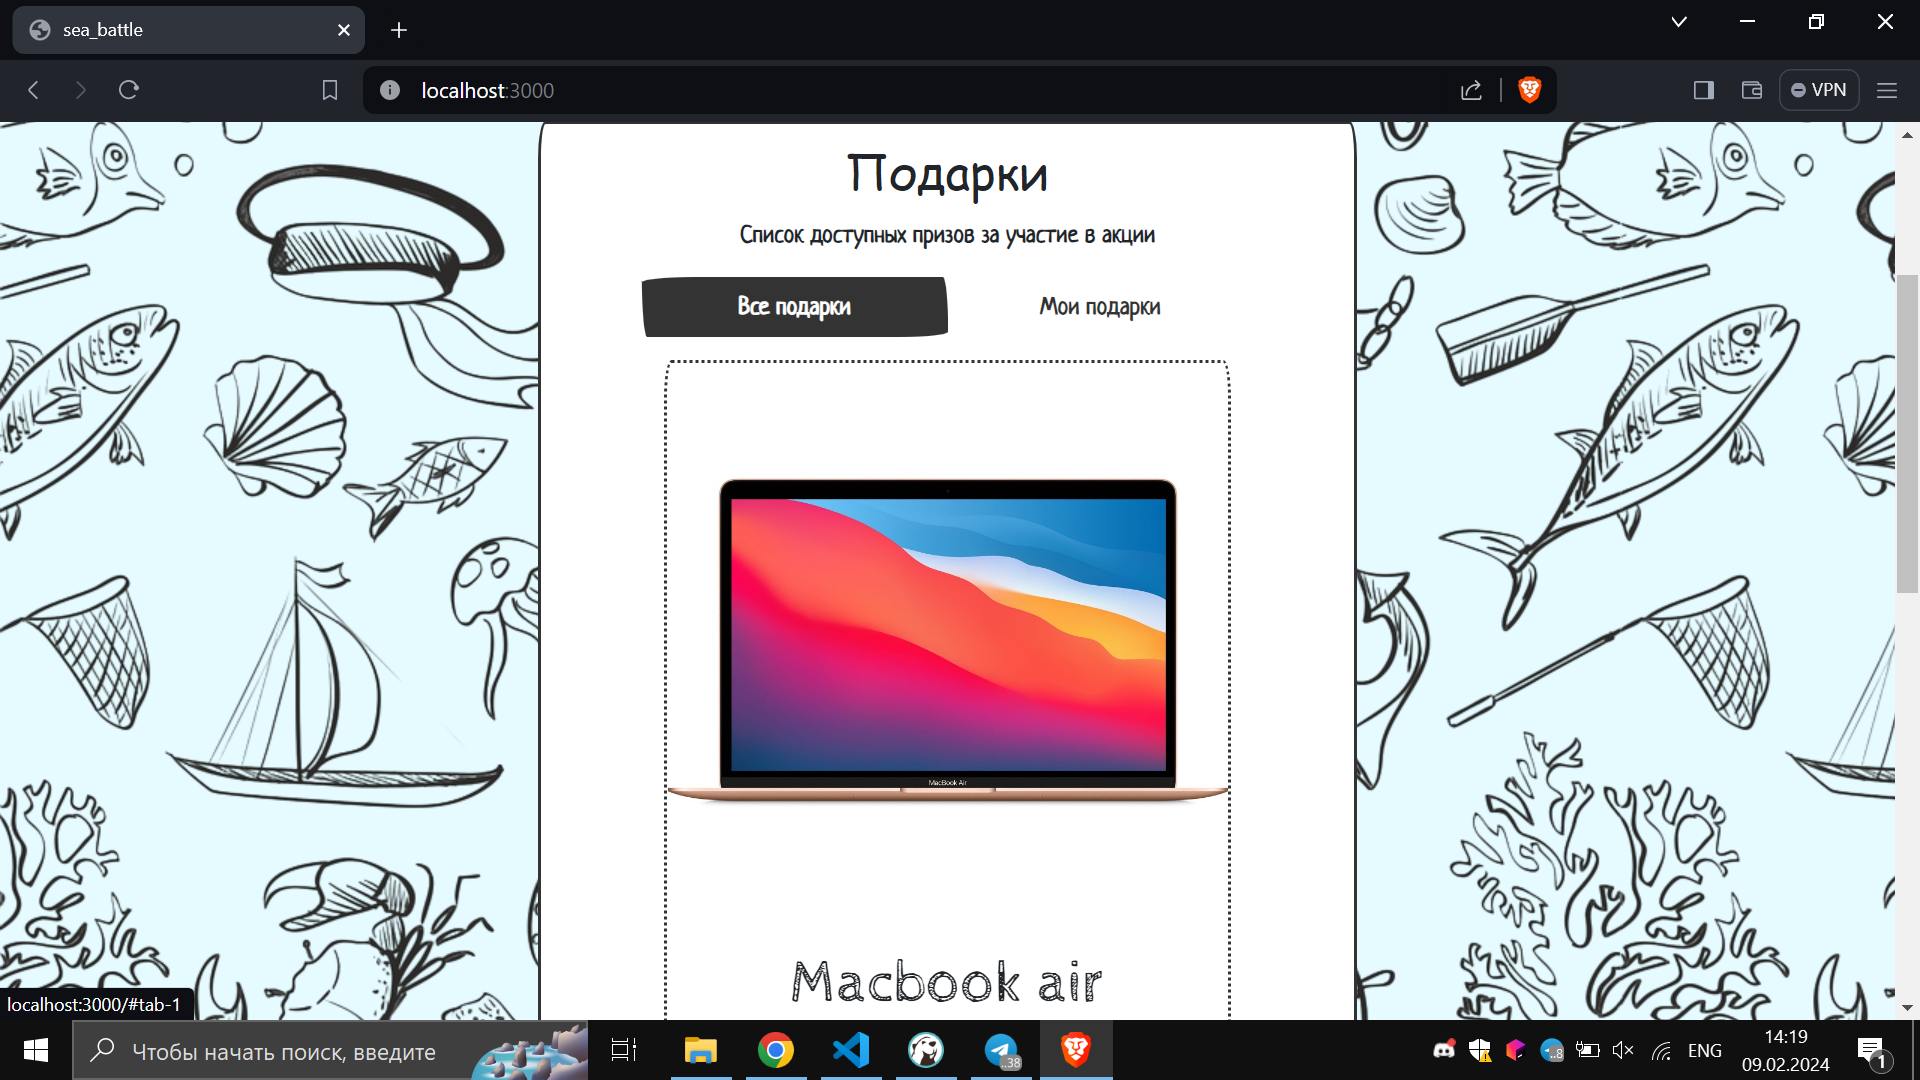 sea_battle
localhost:3000
VPN
Подарки
Список доступных призов за участие в акции
Все подарки
Мои подарки
MacBook Air
Macbook air
localhost:3000/#tab-1
Чтобы начать поиск, введите
..38
..8
ENG
14:19
09.02.2024
1